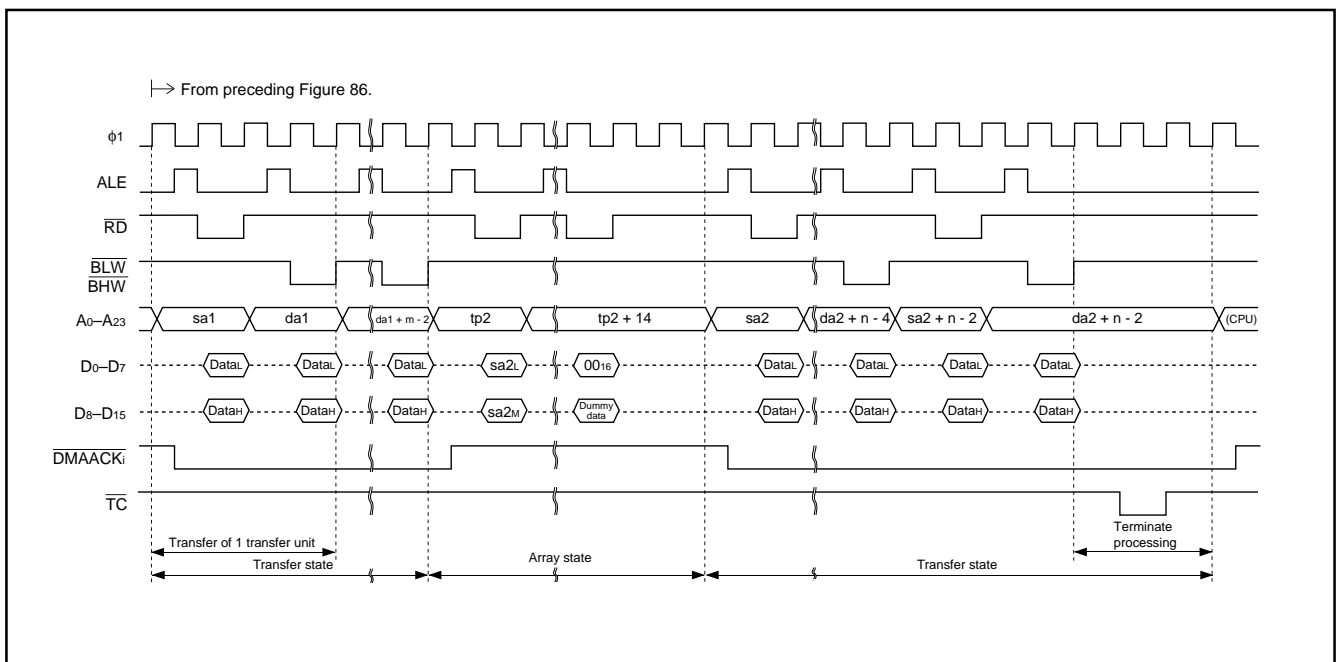 From preceding Figure 86.
ϕ1
ALE
RD
BLW
BHW
A0–A23 sa1 da1 da1 + m - 2 tp2 tp2 + 14 sa2 da2 + n - 4 sa2 + n - 2 da2 + n - 2 (CPU)
D0–D7 DataL DataL DataL sa2L 0016 DataL DataL DataL DataL
D8–D15 DataH DataH DataH sa2M Dummy data DataH DataH DataH DataH
DMAACKi
TC
Transfer of 1 transfer unit
Terminate
processing
Transfer state Array state Transfer state